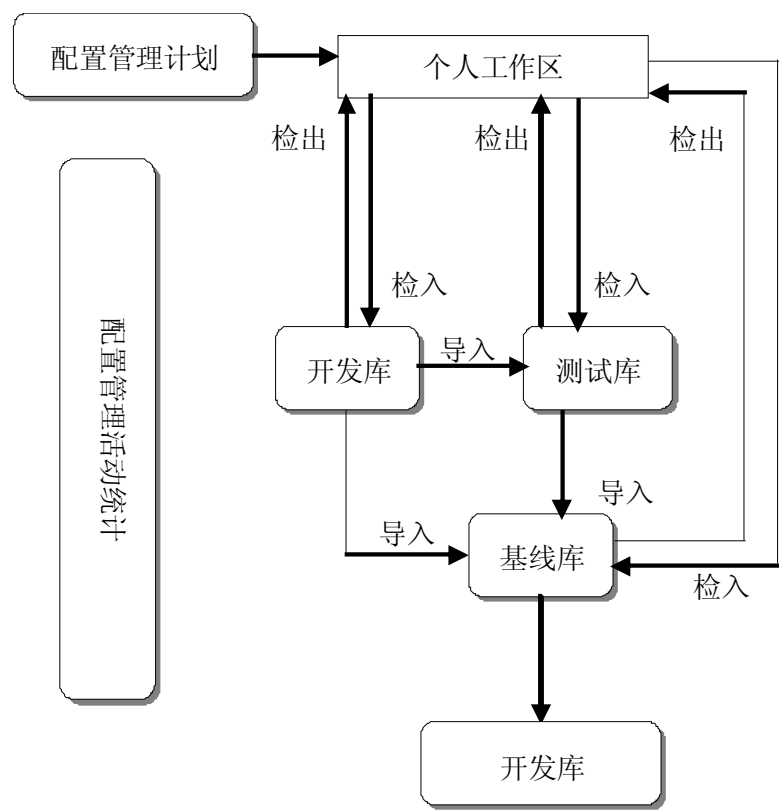 配置管理计划
个人工作区
检出
检出
检出
检入
检入
配置管理活动统计
开发库
导入
测试库
导入
导入
基线库
检入
开发库